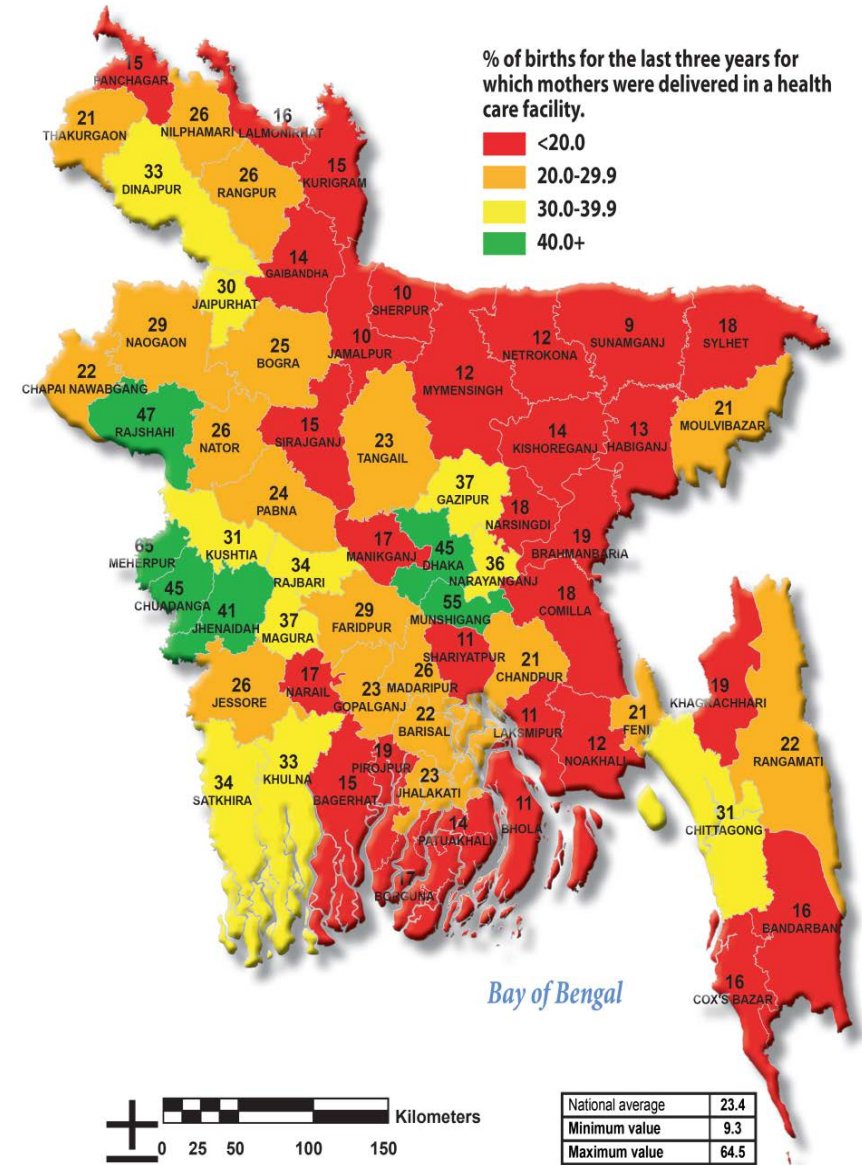 % of births for the last three years for
which mothers were delivered in a health
care facility.
<20.0
20.0-29.9
30.0-39.9
40.0+
15
PANCHAGAR
21
THAKURGAON
26
NILPHAMARI
16
LALMONIRHAT
33
DINAJPUR
26
RANGPUR
15
KURIGRAM
14
GAIBANDHA
30
JAIPURHAT
10
SHERPUR
29
NAOGAON
25
BOGRA
10
JAMALPUR
12
MYMENSINGH
12
NETROKONA
9
SUNAMGANJ
18
SYLHET
22
CHAPAI NAWABGANG
47
RAJSHAHI
26
NATOR
15
SIRAJGANJ
23
TANGAIL
14
KISHOREGANJ
13
HABIGANJ
21
MOULVIBAZAR
24
PABNA
37
GAZIPUR
18
NARSINGDI
19
BRAHMANBARIA
65
MEHERPUR
31
KUSHTIA
17
MANIKGANJ
45
DHAKA
36
NARAYANGANJ
45
CHUADANGA
41
JHENAIDAH
34
RAJBARI
37
MAGURA
29
FARIDPUR
55
MUNSHIGANG
18
COMILLA
11
SHARIYATPUR
21
CHANDPUR
26
JESSORE
17
NARAIL
23
GOPALGANJ
26
MADARIPUR
22
BARISAL
11
LAKSMIPUR
12
NOAKHALI
21
FENI
19
KHAGRACHHARI
22
RANGAMATI
34
SATKHIRA
33
KHULNA
15
BAGERHAT
19
PIROJPUR
23
JHALAKATI
14
PATUAKHALI
11
BHOLA
17
BORGUNA
31
CHITTAGONG
16
BANDARBAN
16
COX'S BAZAR
Bay of Bengal
Kilometers
0 25 50 100 150
National average 23.4
Minimum value 9.3
Maximum value 64.5